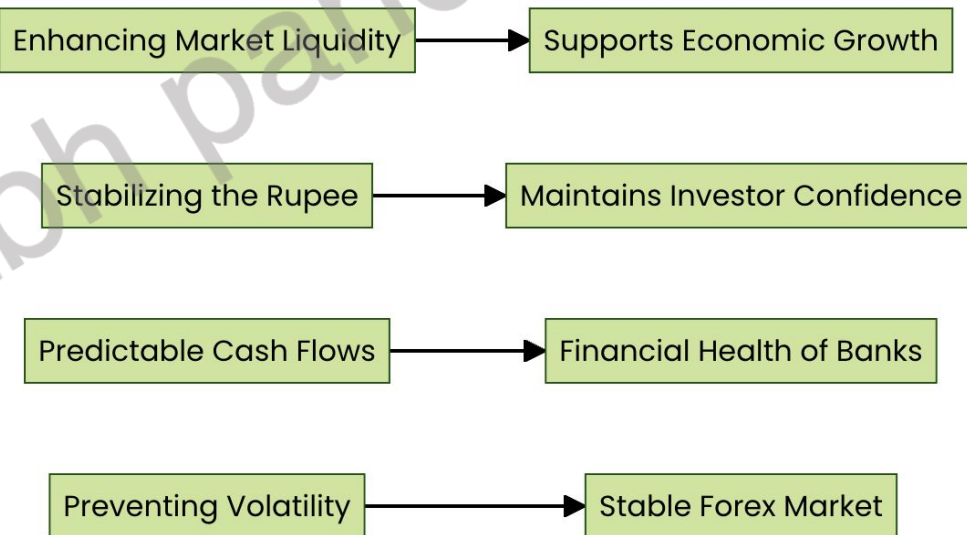 Enhancing Market Liquidity
Supports Economic Growth
Stabilizing the Rupee
Maintains Investor Confidence
Predictable Cash Flows
Financial Health of Banks
Preventing Volatility
Stable Forex Market